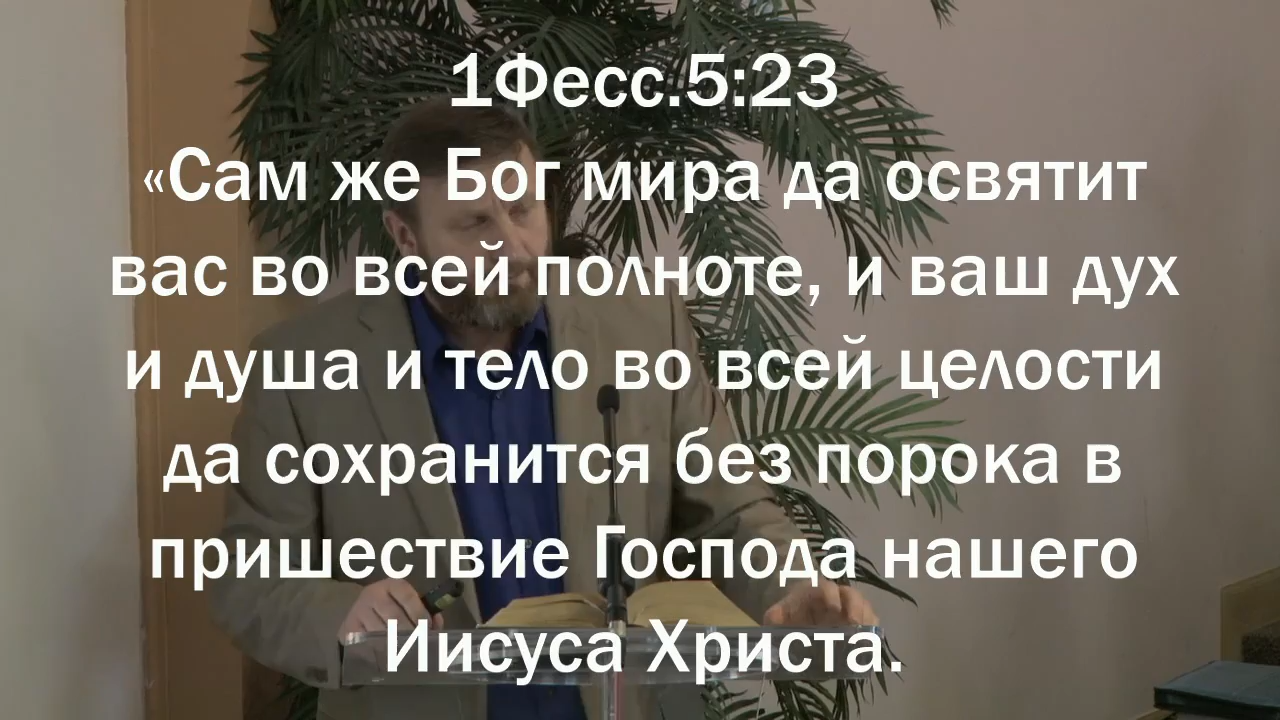 1Фесс.5:23
«Сам же Бог мира да освятит
вас во всей полноте, и ваш дух
и душа и тело во всей целости
да сохранится без порока в
пришествие Господа нашего
Иисуса Христа.